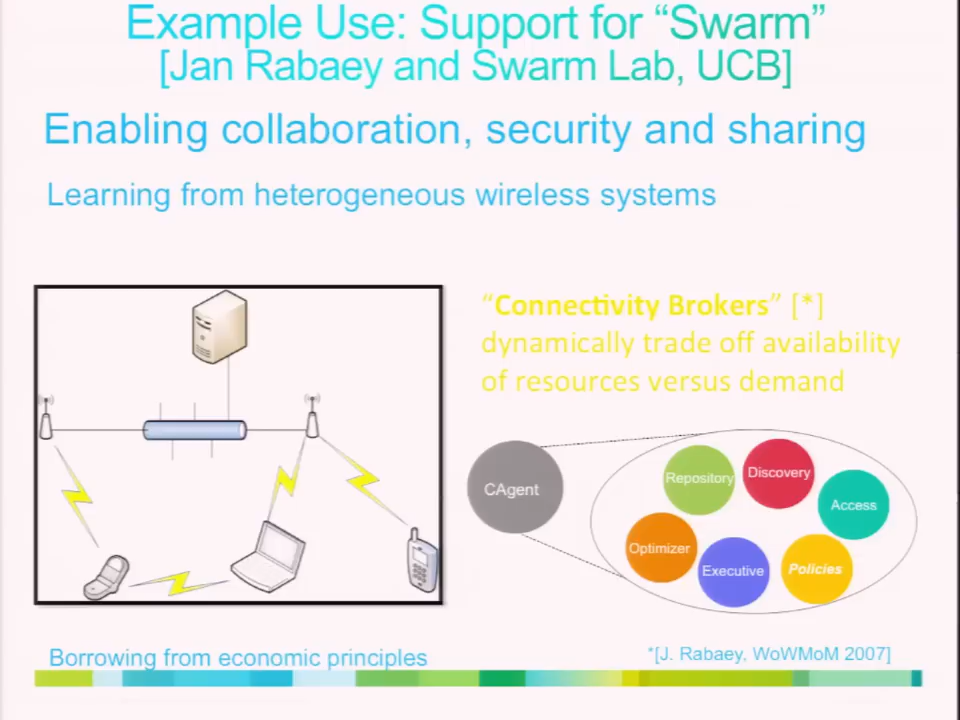 Example Use: Support for “Swarm”
[Jan Rabaey and Swarm Lab, UCB]
Enabling collaboration, security and sharing
Learning from heterogeneous wireless systems
“Connectivity Brokers” [*]
dynamically trade off availability
of resources versus demand
CAgent
Repository
Discovery
Access
Optimizer
Executive
Policies
Borrowing from economic principles
*[J. Rabaey, WoWMoM 2007]